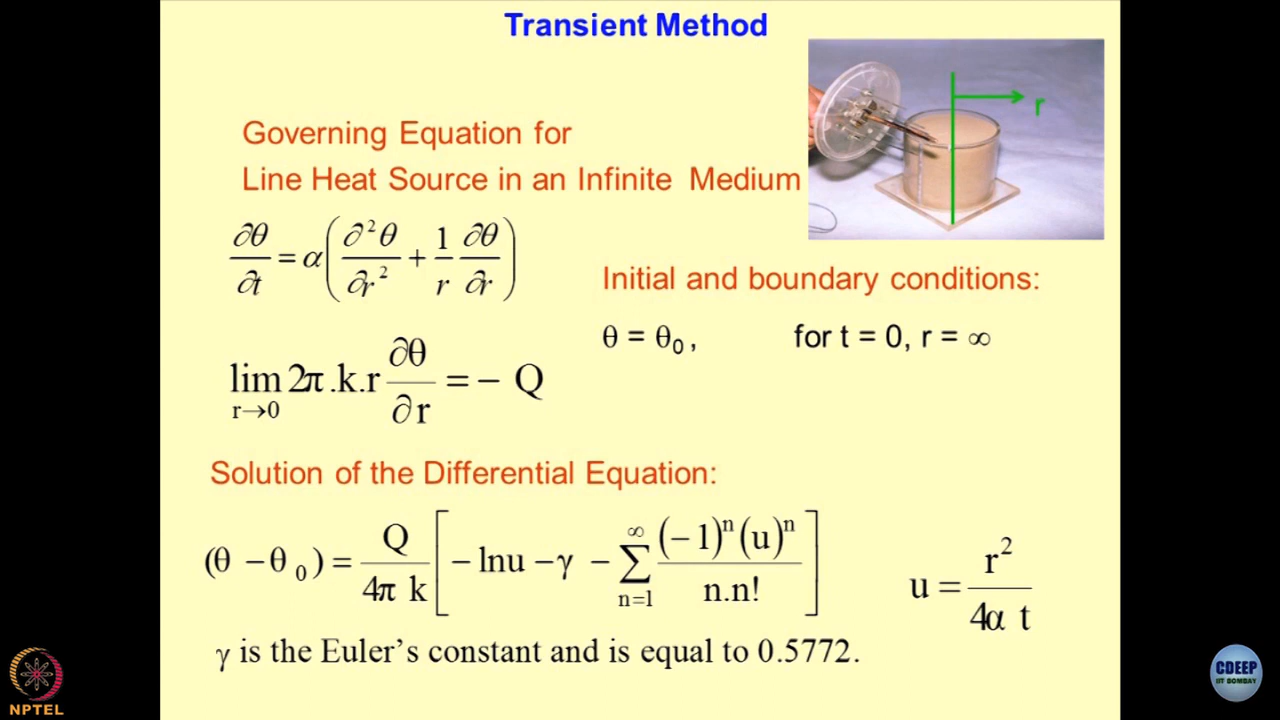 Transient Method
r
Governing Equation for
Line Heat Source in an Infinite Medium
∂θ/∂t = α(∂²θ/∂r² + 1/r ∂θ/∂r)
Initial and boundary conditions:
θ = θ₀, for t = 0, r = ∞
lim r→0 2π.k.r ∂θ/∂r = − Q
Solution of the Differential Equation:
(θ − θ₀) = Q/4π k [− lnu − γ − ∑ n=1 ∞ (−1)ⁿ(u)ⁿ/n.n!]
u = r²/4α t
γ is the Euler's constant and is equal to 0.5772.
NPTEL
CDEEP
IIT BOMBAY